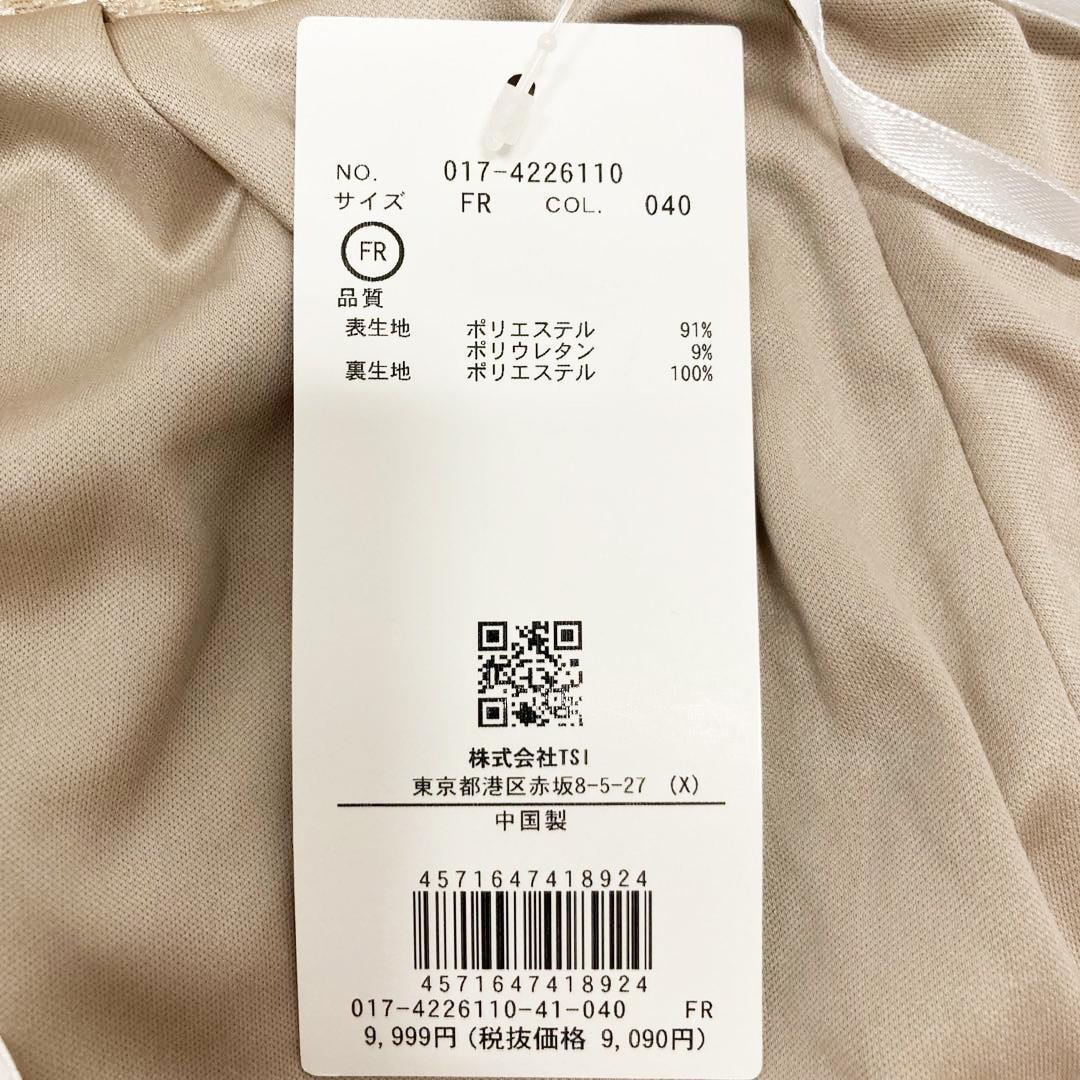 NO. 017-4226110
サイズ FR COL. 040
FR
品質
表生地 ポリエステル 91%
ポリウレタン 9%
裏生地 ポリエステル 100%
株式会社TSI
東京都港区赤坂8-5-27 (X)
中国製
4571647418924
4571647418924
017-4226110-41-040 FR
9,999円(税抜価格 9,090円)